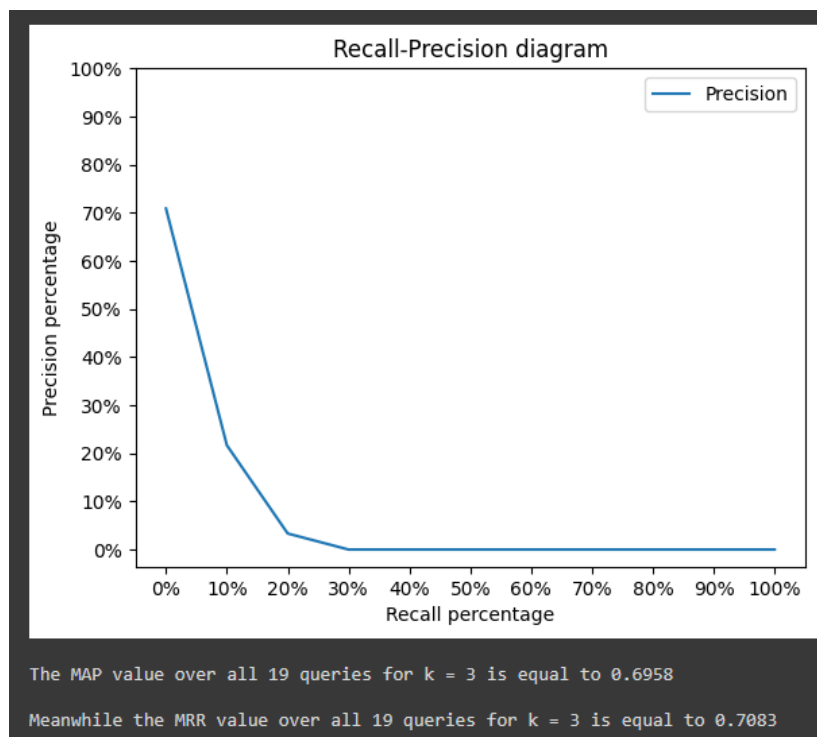 Recall-Precision diagram
100%
90%
80%
70%
60%
50%
40%
30%
20%
10%
0%
Precision percentage
Precision
0% 10% 20% 30% 40% 50% 60% 70% 80% 90% 100%
Recall percentage
The MAP value over all 19 queries for k = 3 is equal to 0.6958
Meanwhile the MRR value over all 19 queries for k = 3 is equal to 0.7083